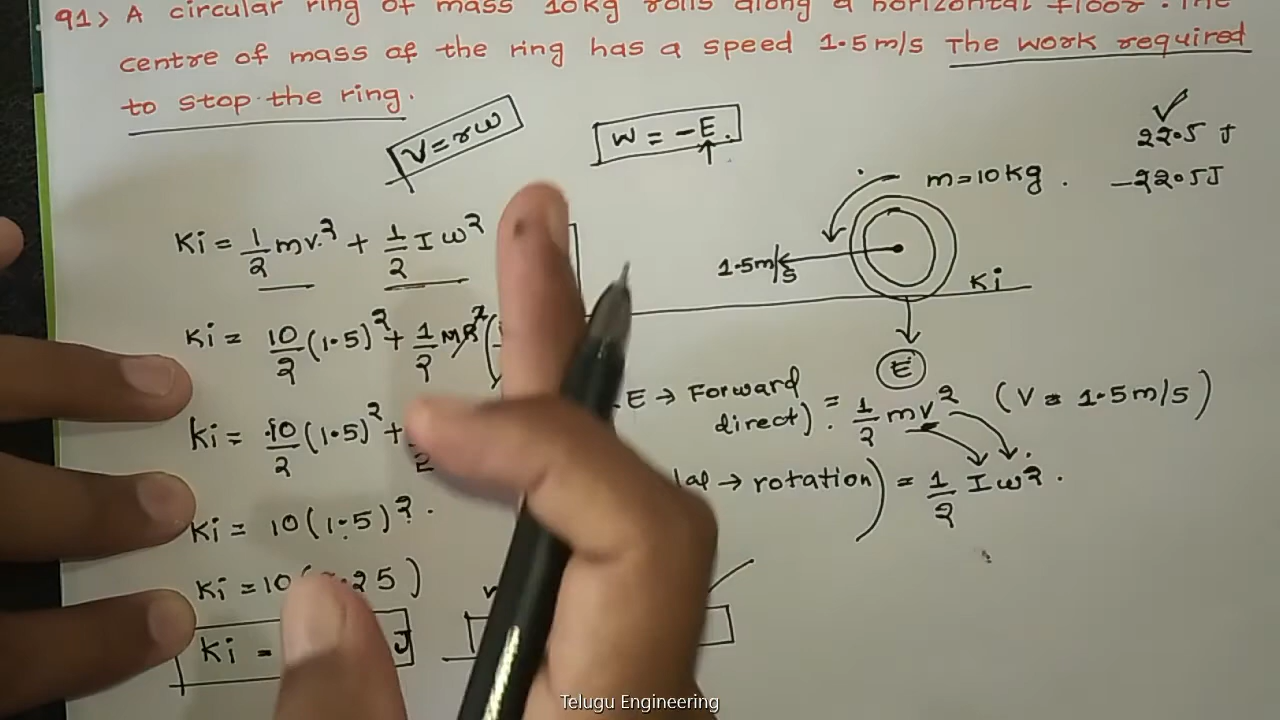 91> A circular ring of mass 10kg rolls along a horizontal floor. The
centre of mass of the ring has a speed 1.5m/s The work required
to stop the ring.
V=rω
W = -E.
22.5 J
-22.5J
m=10kg.
1.5m/s
Ki
E
Ki = 1/2 mv² + 1/2 I ω²
Ki = 10/2 (1.5)² + 1/2 MR² (
Ki = 10/2 (1.5)² +
Ki = 10(1.5)².
Ki = 10( .25)
Ki = J
E → Forward direct). = 1/2 mv² (V = 1.5m/s)
→ rotation) = 1/2 I ω².
Telugu Engineering